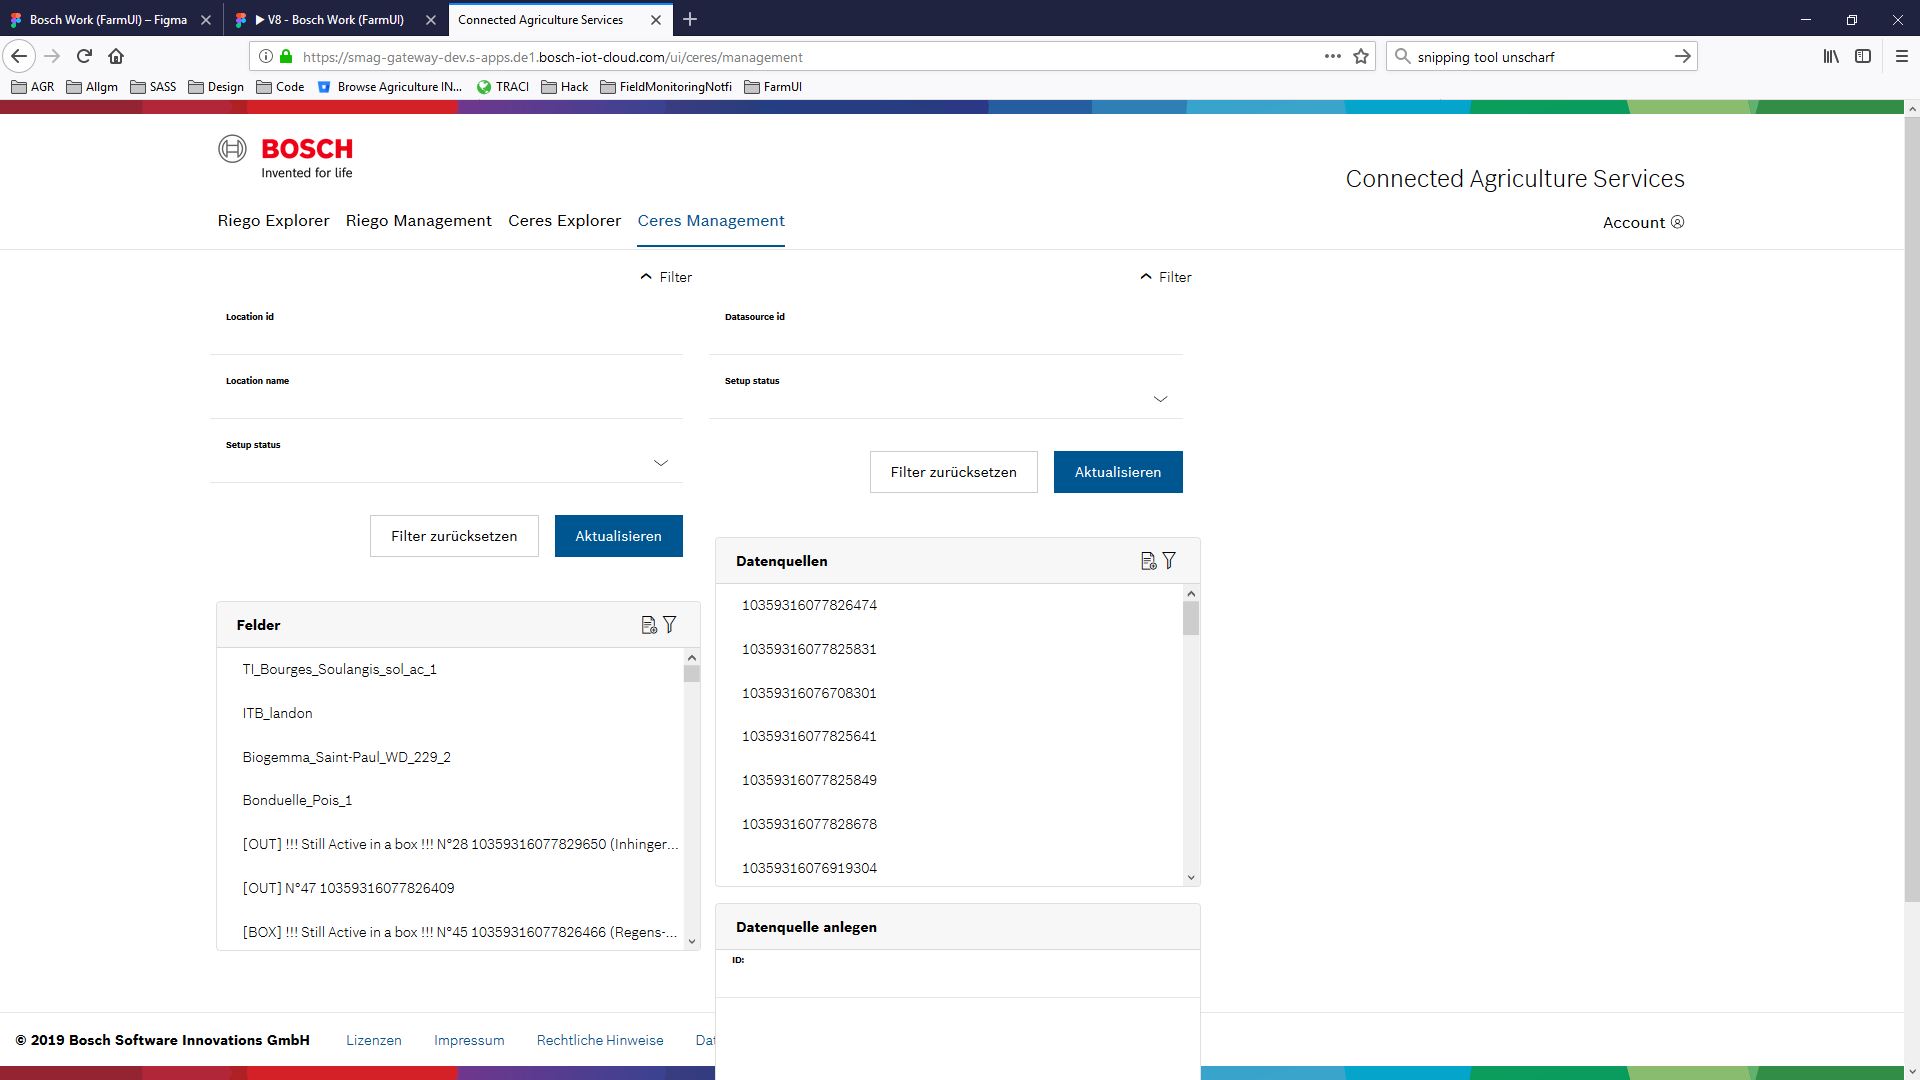 Bosch Work (FarmUI) – Figma
▶ V8 - Bosch Work (FarmUI)
Connected Agriculture Services
https://smag-gateway-dev.s-apps.de1.bosch-iot-cloud.com/ui/ceres/management
snipping tool unscharf
AGR
Allgm
SASS
Design
Code
Browse Agriculture IN...
TRACI
Hack
FieldMonitoringNotfi
FarmUI
BOSCH
Invented for life
Connected Agriculture Services
Riego Explorer
Riego Management
Ceres Explorer
Ceres Management
Account
Filter
Location id
Location name
Setup status
Filter zurücksetzen
Aktualisieren
Felder
TI_Bourges_Soulangis_sol_ac_1
ITB_landon
Biogemma_Saint-Paul_WD_229_2
Bonduelle_Pois_1
[OUT] !!! Still Active in a box !!! N°28 10359316077829650 (Inhinger...
[OUT] N°47 10359316077826409
[BOX] !!! Still Active in a box !!! N°45 10359316077826466 (Regens-...
Filter
Datasource id
Setup status
Filter zurücksetzen
Aktualisieren
Datenquellen
10359316077826474
10359316077825831
10359316076708301
10359316077825641
10359316077825849
10359316077828678
10359316076919304
Datenquelle anlegen
ID:
© 2019 Bosch Software Innovations GmbH
Lizenzen
Impressum
Rechtliche Hinweise
Dat